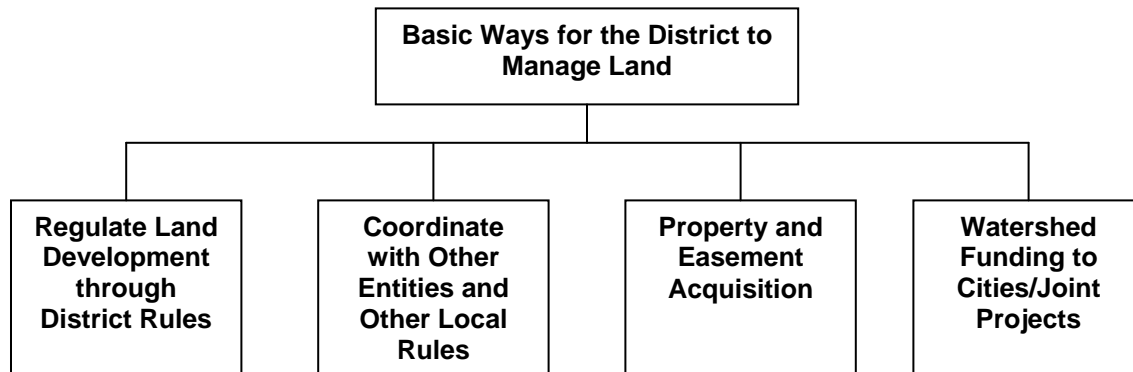 Basic Ways for the District to
Manage Land
Regulate Land
Development
through
District Rules
Coordinate
with Other
Entities and
Other Local
Rules
Property and
Easement
Acquisition
Watershed
Funding to
Cities/Joint
Projects